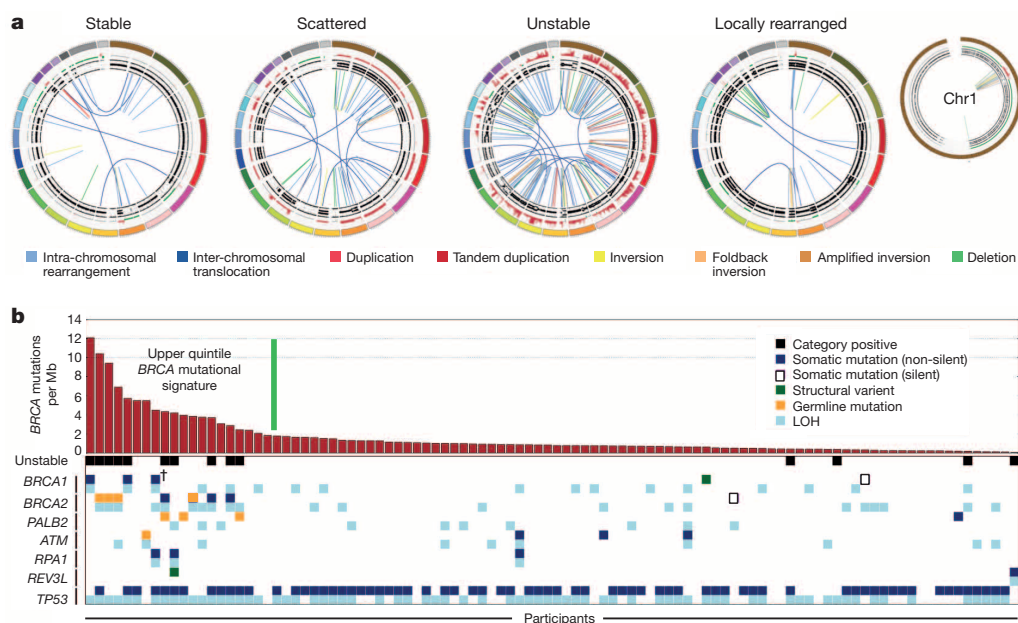 a
Stable
Scattered
Unstable
Locally rearranged
Chr1
Intra-chromosomal
rearrangement
Inter-chromosomal
translocation
Duplication
Tandem duplication
Inversion
Foldback
inversion
Amplified inversion
Deletion
b
BRCA mutations
per Mb
14
12
10
8
6
4
2
0
Upper quintile
BRCA mutational
signature
Category positive
Somatic mutation (non-silent)
Somatic mutation (silent)
Structural varient
Germline mutation
LOH
Unstable
†
BRCA1
BRCA2
PALB2
ATM
RPA1
REV3L
TP53
Participants